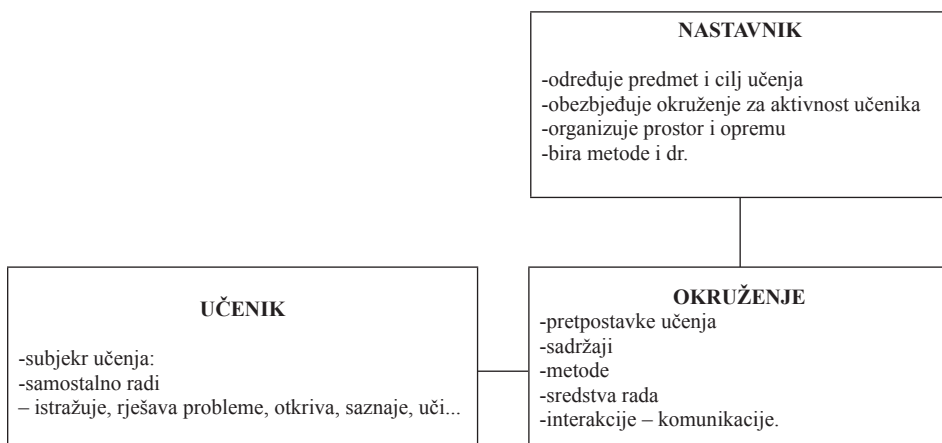 NASTAVNIK
-određuje predmet i cilj učenja
-obezbjeđuje okruženje za aktivnost učenika
-organizuje prostor i opremu
-bira metode i dr.
UČENIK
-subjekr učenja:
-samostalno radi
– istražuje, rješava probleme, otkriva, saznaje, uči...
OKRUŽENJE
-pretpostavke učenja
-sadržaji
-metode
-sredstva rada
-interakcije – komunikacije.